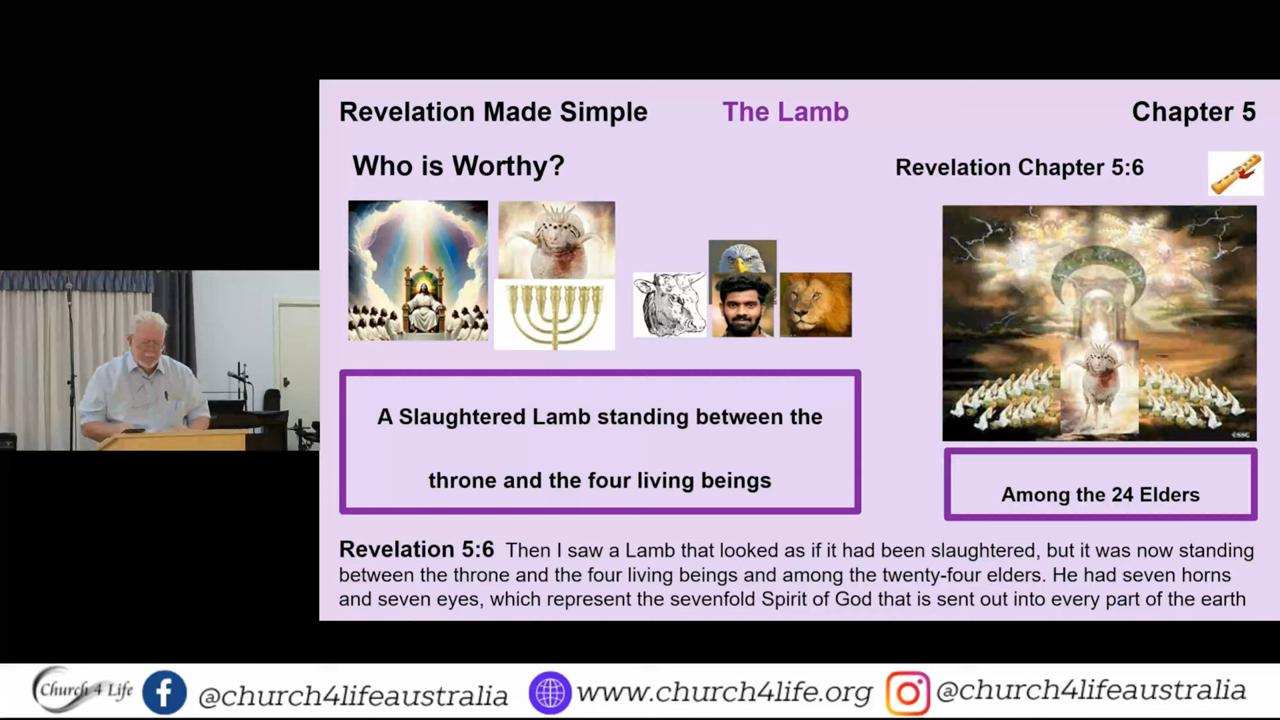 Revelation Made Simple The Lamb Chapter 5
Who is Worthy?
Revelation Chapter 5:6
A Slaughtered Lamb standing between the
throne and the four living beings
Among the 24 Elders
Revelation 5:6 Then I saw a Lamb that looked as if it had been slaughtered, but it was now standing
between the throne and the four living beings and among the twenty-four elders. He had seven horns
and seven eyes, which represent the sevenfold Spirit of God that is sent out into every part of the earth
Church 4 Life @church4lifeaustralia www.church4life.org @church4lifeaustralia